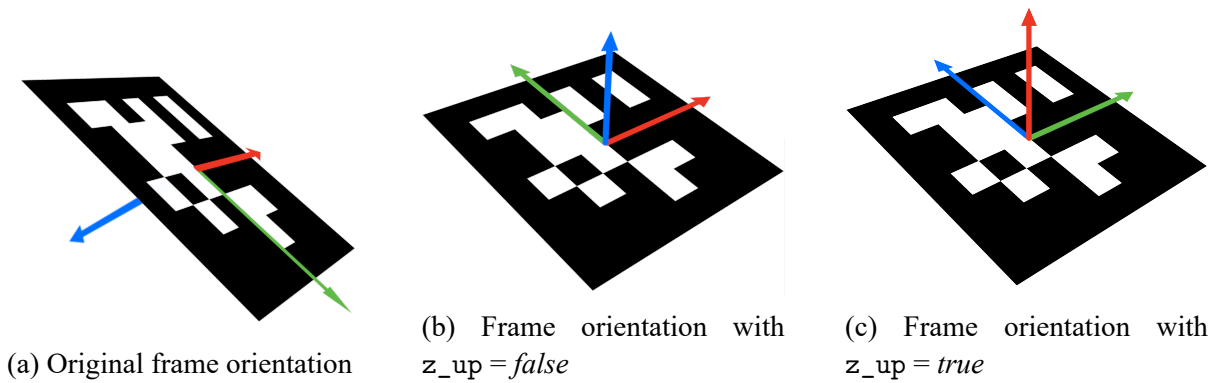 (a) Original frame orientation
(b) Frame orientation with
z_up = false
(c) Frame orientation with
z_up = true